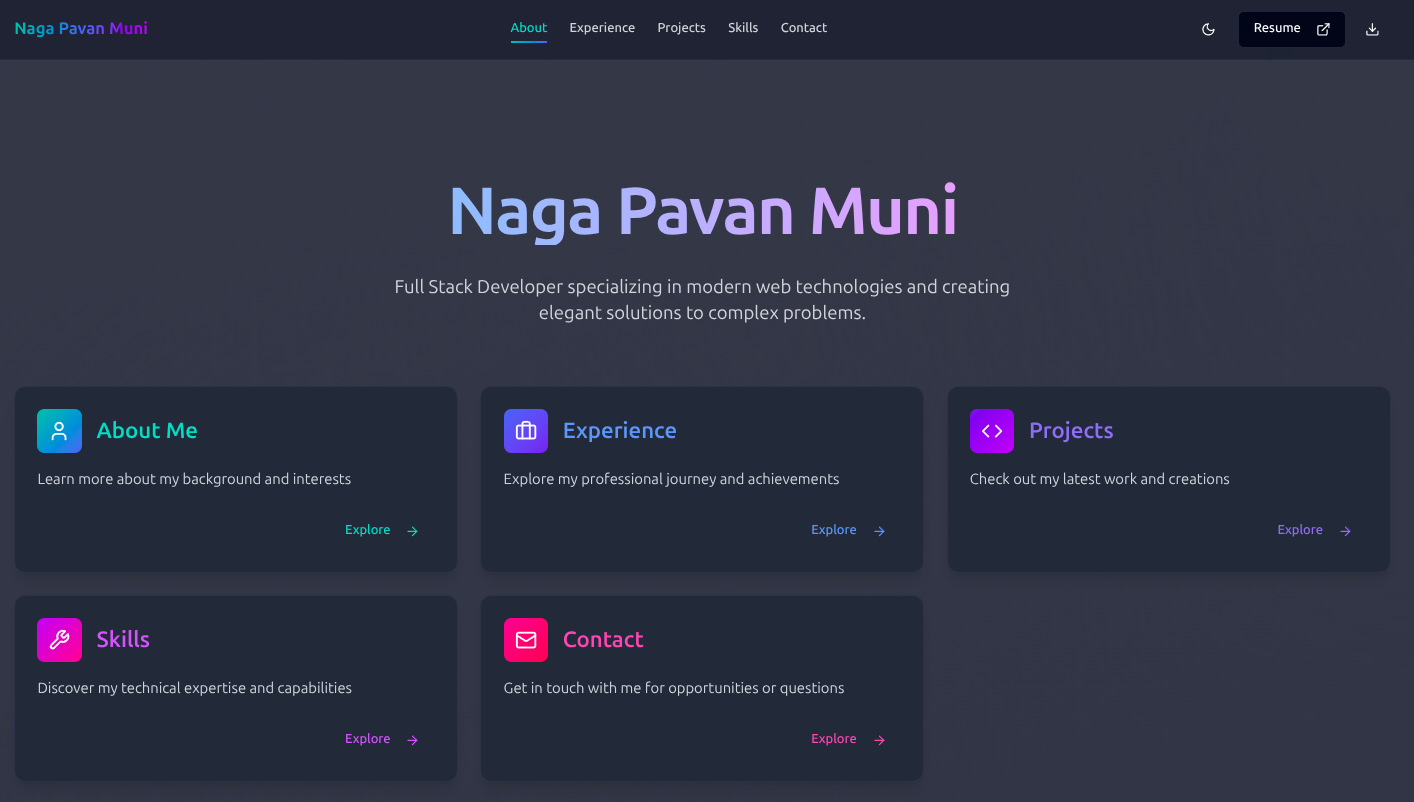 Naga Pavan Muni
About
Experience
Projects
Skills
Contact
Resume
Naga Pavan Muni
Full Stack Developer specializing in modern web technologies and creating
elegant solutions to complex problems.
About Me
Learn more about my background and interests
Explore
Experience
Explore my professional journey and achievements
Explore
Projects
Check out my latest work and creations
Explore
Skills
Discover my technical expertise and capabilities
Explore
Contact
Get in touch with me for opportunities or questions
Explore